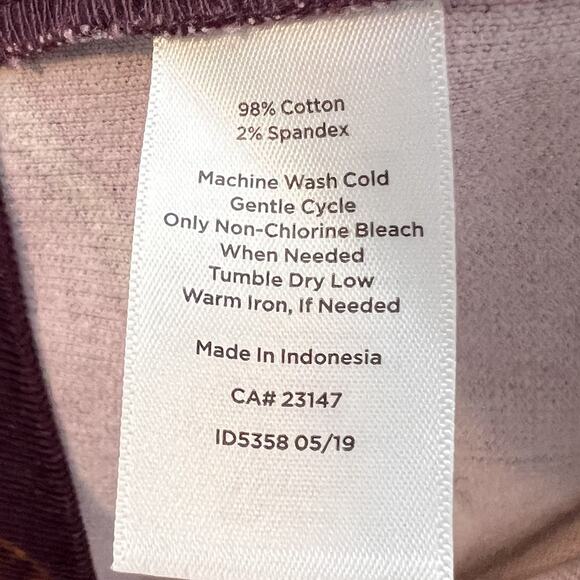 98% Cotton
2% Spandex
Machine Wash Cold
Gentle Cycle
Only Non-Chlorine Bleach
When Needed
Tumble Dry Low
Warm Iron, If Needed
Made In Indonesia
CA# 23147
ID5358 05/19